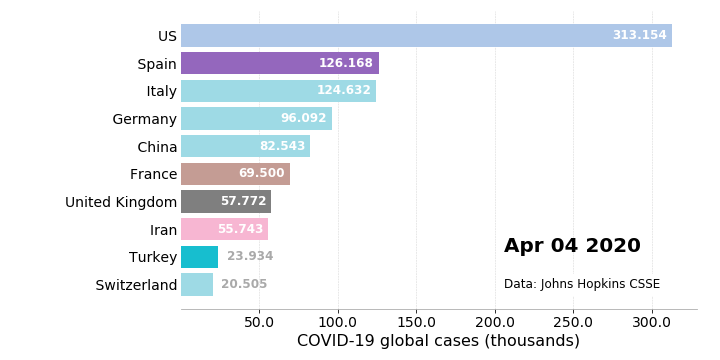 US 313.154
Spain 126.168
Italy 124.632
Germany 96.092
China 82.543
France 69.500
United Kingdom 57.772
Iran 55.743
Turkey 23.934
Switzerland 20.505
Apr 04 2020
Data: Johns Hopkins CSSE
50.0 100.0 150.0 200.0 250.0 300.0
COVID-19 global cases (thousands)